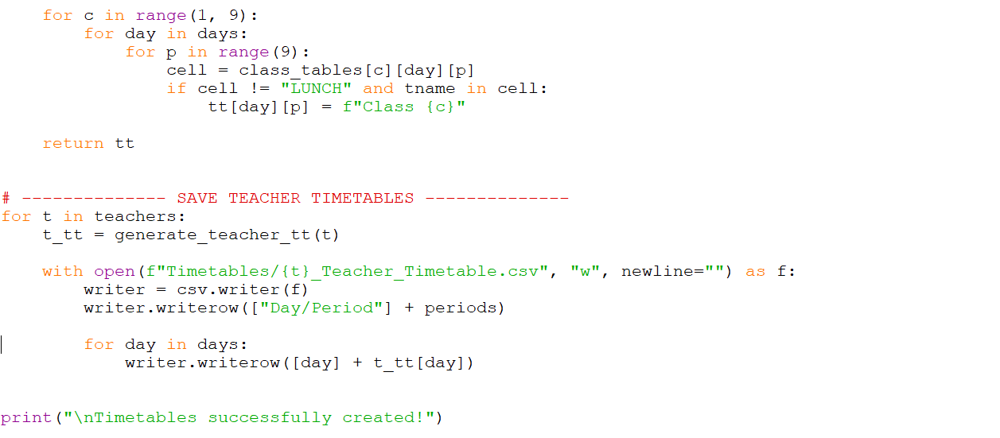 for c in range(1, 9):
        for day in days:
            for p in range(9):
                cell = class_tables[c][day][p]
                if cell != "LUNCH" and tname in cell:
                    tt[day][p] = f"Class {c}"

    return tt


# -------------- SAVE TEACHER TIMETABLES --------------
for t in teachers:
    t_tt = generate_teacher_tt(t)

    with open(f"Timetables/{t}_Teacher_Timetable.csv", "w", newline="") as f:
        writer = csv.writer(f)
        writer.writerow(["Day/Period"] + periods)

        for day in days:
            writer.writerow([day] + t_tt[day])


print("\nTimetables successfully created!")